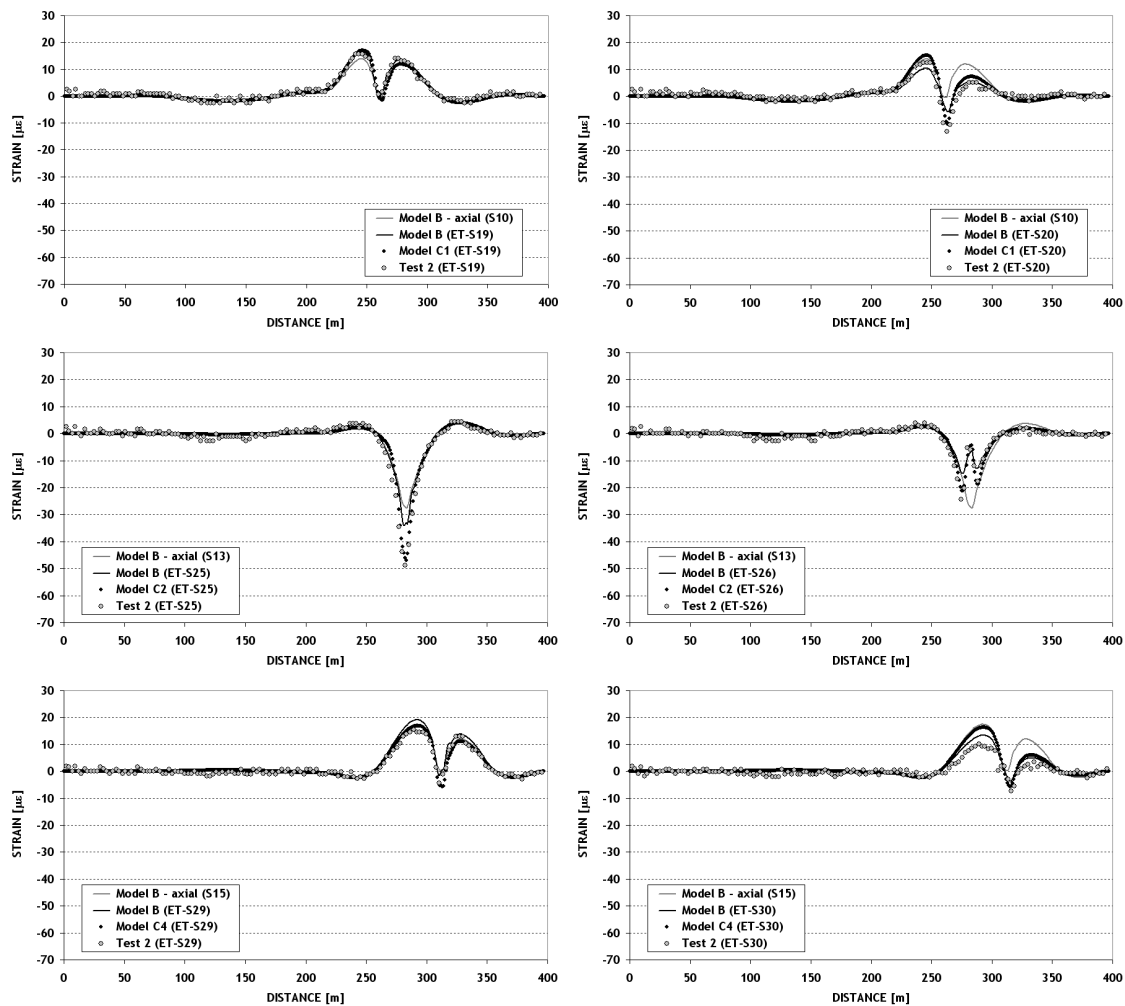 30
20
10
0
-10
-20
-30
-40
-50
-60
-70
STRAIN [με]
Model B - axial (S10)
Model B (ET-S19)
Model C1 (ET-S19)
Test 2 (ET-S19)
0 50 100 150 200 250 300 350 400
DISTANCE [m]
30
20
10
0
-10
-20
-30
-40
-50
-60
-70
STRAIN [με]
Model B - axial (S10)
Model B (ET-S20)
Model C1 (ET-S20)
Test 2 (ET-S20)
0 50 100 150 200 250 300 350 400
DISTANCE [m]
30
20
10
0
-10
-20
-30
-40
-50
-60
-70
STRAIN [με]
Model B - axial (S13)
Model B (ET-S25)
Model C2 (ET-S25)
Test 2 (ET-S25)
0 50 100 150 200 250 300 350 400
DISTANCE [m]
30
20
10
0
-10
-20
-30
-40
-50
-60
-70
STRAIN [με]
Model B - axial (S13)
Model B (ET-S26)
Model C2 (ET-S26)
Test 2 (ET-S26)
0 50 100 150 200 250 300 350 400
DISTANCE [m]
30
20
10
0
-10
-20
-30
-40
-50
-60
-70
STRAIN [με]
Model B - axial (S15)
Model B (ET-S29)
Model C4 (ET-S29)
Test 2 (ET-S29)
0 50 100 150 200 250 300 350 400
DISTANCE [m]
30
20
10
0
-10
-20
-30
-40
-50
-60
-70
STRAIN [με]
Model B - axial (S15)
Model B (ET-S30)
Model C4 (ET-S30)
Test 2 (ET-S30)
0 50 100 150 200 250 300 350 400
DISTANCE [m]